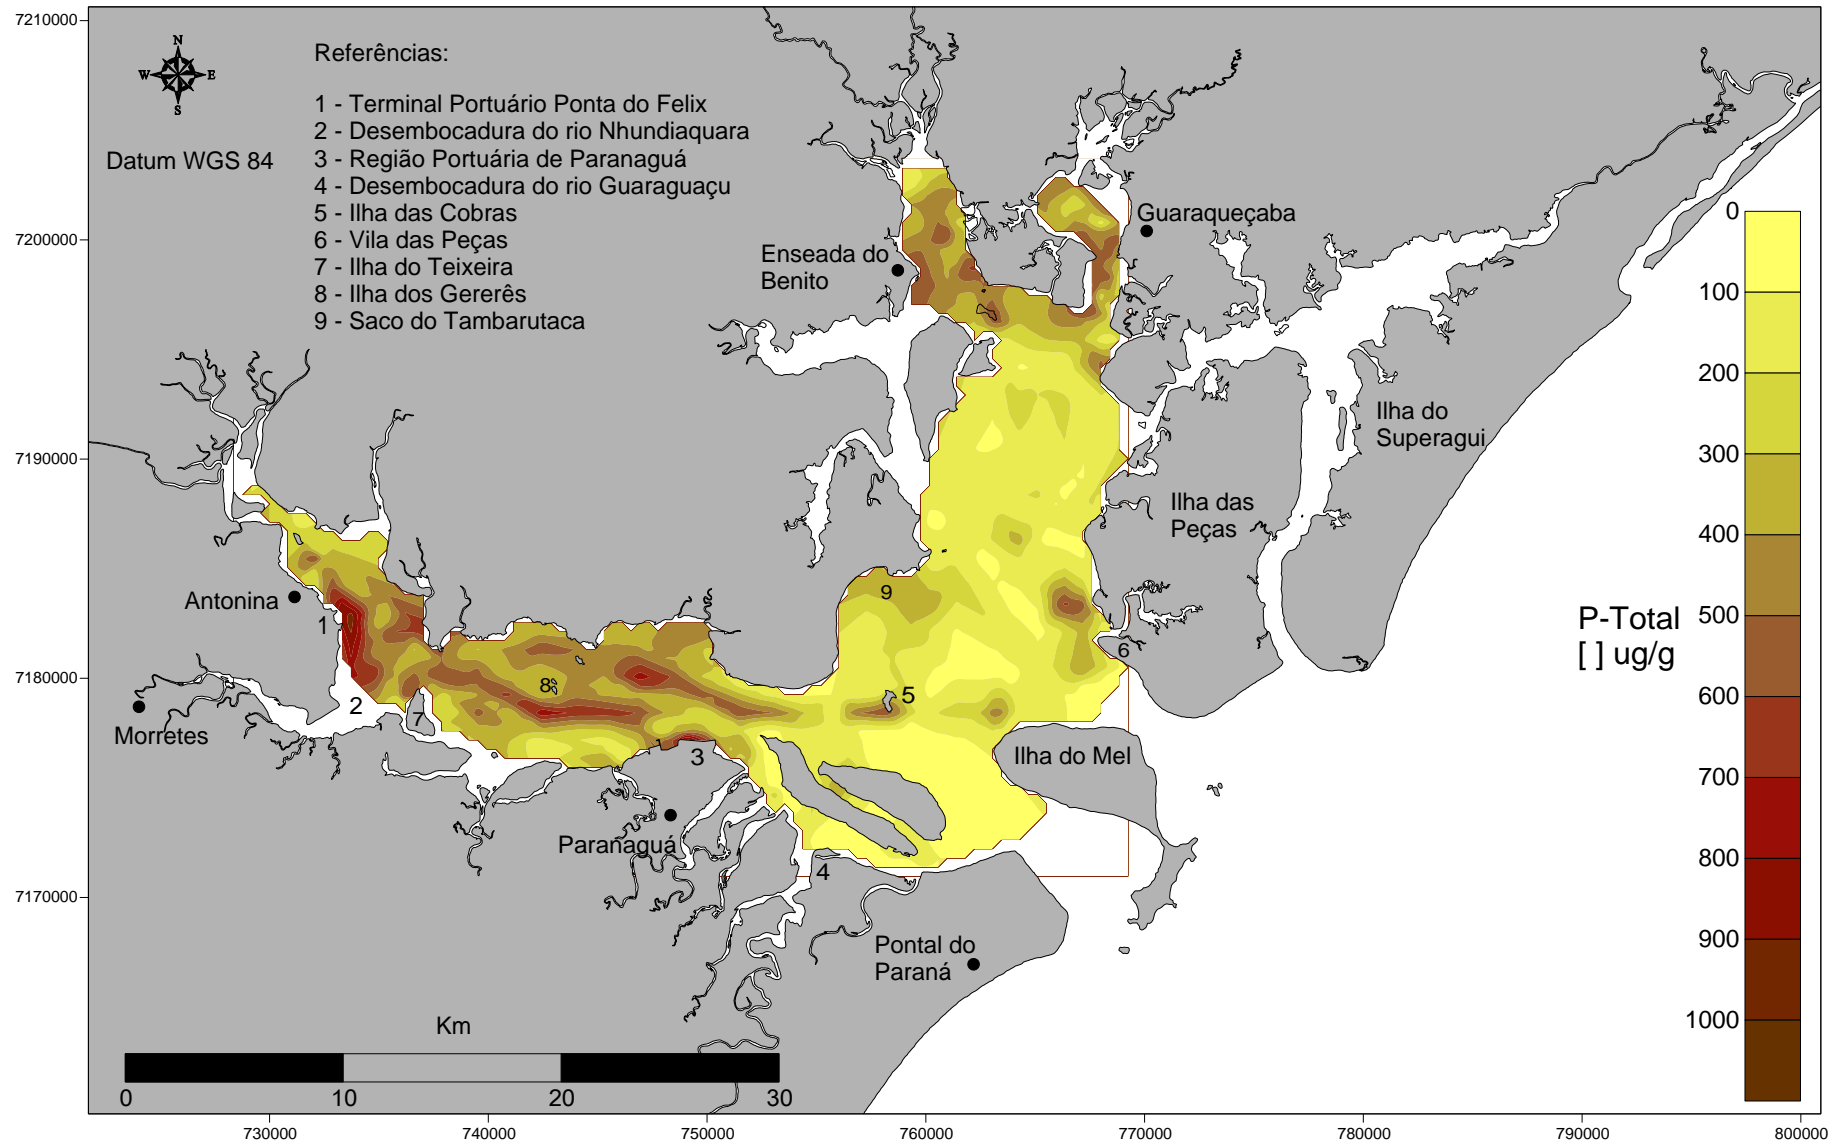 7210000
7200000
7190000
7180000
7170000
N
W
E
S
Datum WGS 84
Referências:
1 - Terminal Portuário Ponta do Felix
2 - Desembocadura do rio Nhundiaquara
3 - Região Portuária de Paranaguá
4 - Desembocadura do rio Guaraguaçu
5 - Ilha das Cobras
6 - Vila das Peças
7 - Ilha do Teixeira
8 - Ilha dos Gererês
9 - Saco do Tambarutaca
Guaraqueçaba
Enseada do
Benito
Ilha do
Superagui
Ilha das
Peças
Antonina
1
2
3
4
5
6
7
8
9
Morretes
Ilha do Mel
Paranaguá
Pontal do
Paraná
P-Total
[ ] ug/g
0
100
200
300
400
500
600
700
800
900
1000
Km
0
10
20
30
730000
740000
750000
760000
770000
780000
790000
800000